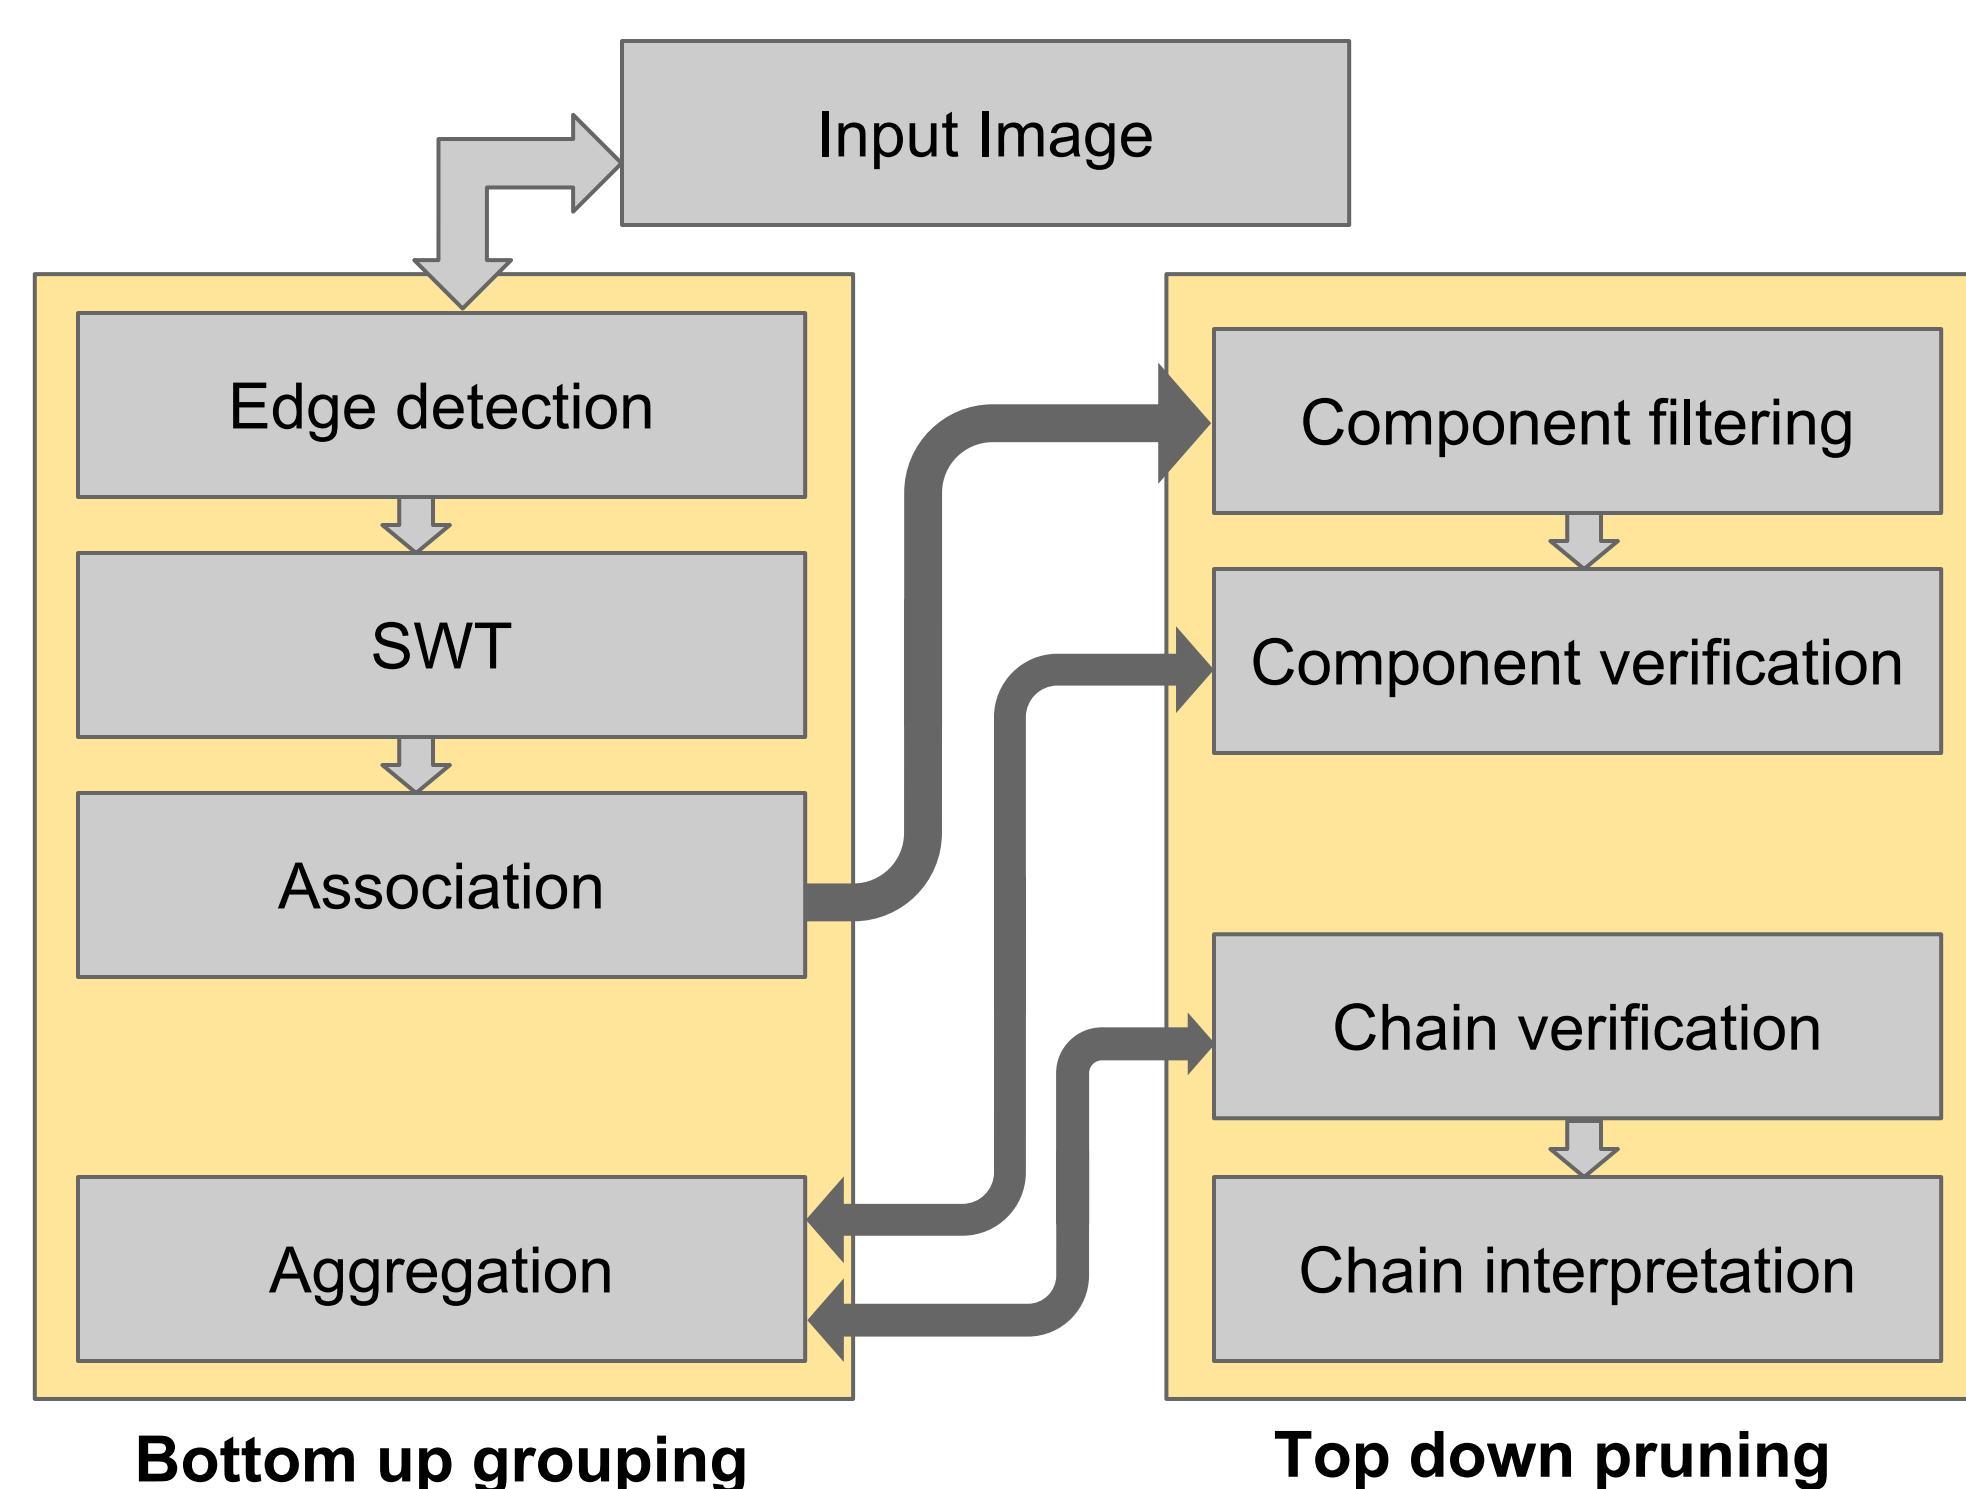 Input Image
Edge detection
SWT
Association
Aggregation
Bottom up grouping
Component filtering
Component verification
Chain verification
Chain interpretation
Top down pruning